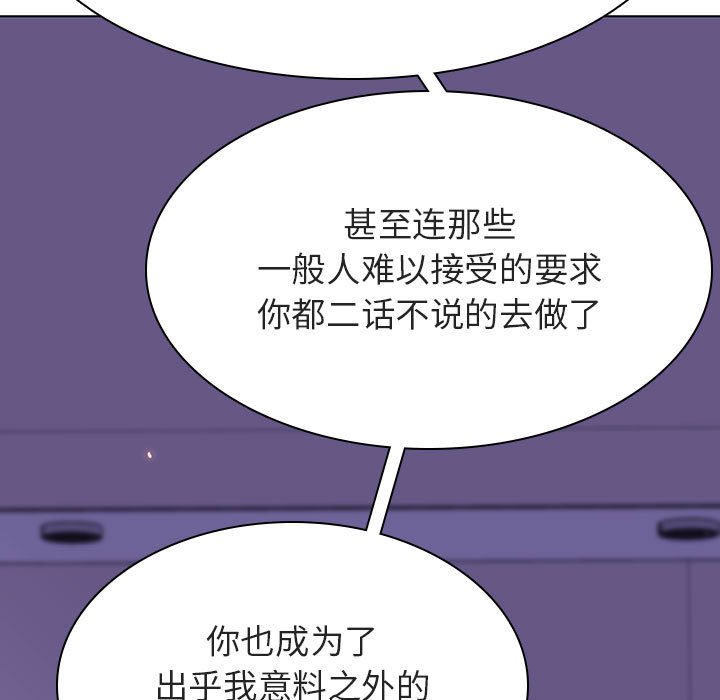 甚至连那些
一般人难以接受的要求
你都二话不说的去做了
你也成为了
出乎我意料之外的